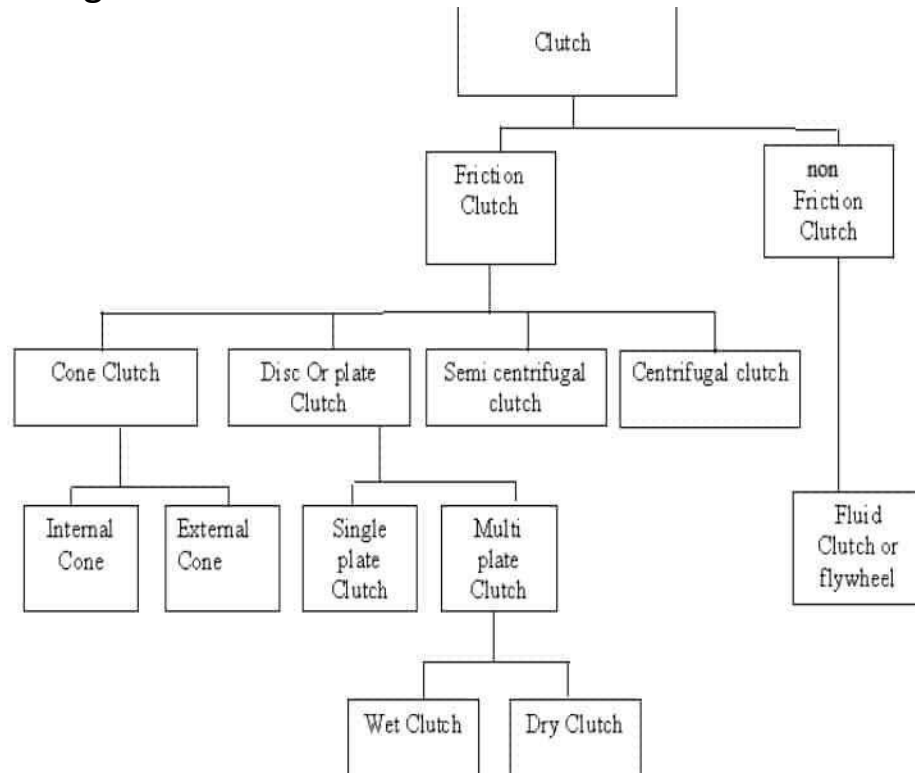 Clutch
Friction
Clutch
non
Friction
Clutch
Cone Clutch
Disc Or plate
Clutch
Semi centrifugal
clutch
Centrifugal clutch
Internal
Cone
External
Cone
Single
plate
Clutch
Multi
plate
Clutch
Fluid
Clutch or
flywheel
Wet Clutch
Dry Clutch